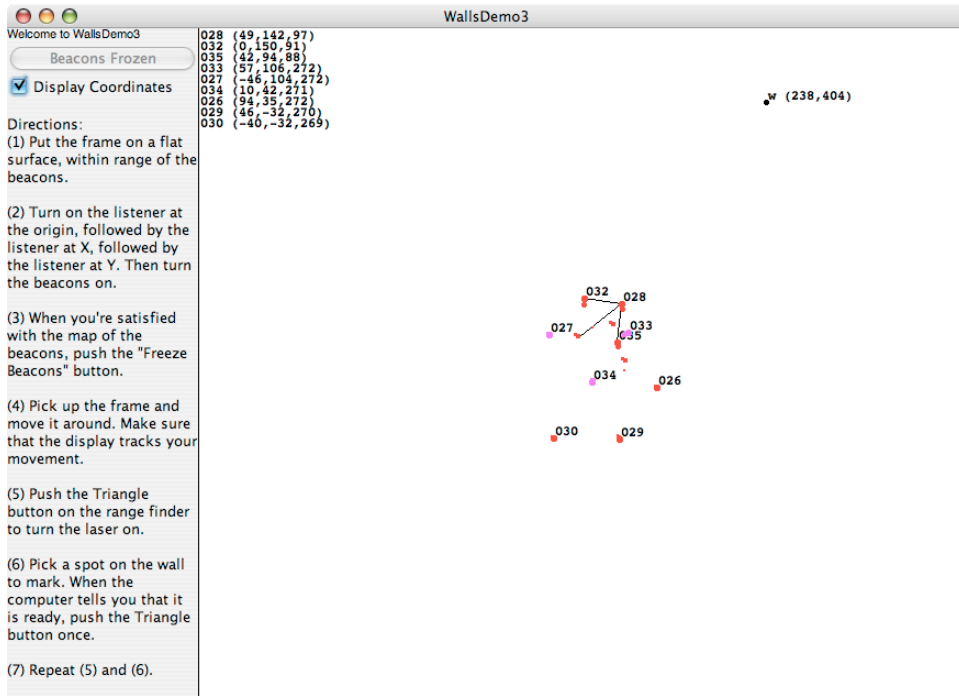 WallsDemo3
Welcome to WallsDemo3
Beacons Frozen
Display Coordinates
Directions:
(1) Put the frame on a flat
surface, within range of the
beacons.
(2) Turn on the listener at
the origin, followed by the
listener at X, followed by
the listener at Y. Then turn
the beacons on.
(3) When you're satisfied
with the map of the
beacons, push the "Freeze
Beacons" button.
(4) Pick up the frame and
move it around. Make sure
that the display tracks your
movement.
(5) Push the Triangle
button on the range finder
to turn the laser on.
(6) Pick a spot on the wall
to mark. When the
computer tells you that it
is ready, push the Triangle
button once.
(7) Repeat (5) and (6).
028 (49,142,97)
032 (0,150,91)
035 (42,94,88)
033 (57,106,272)
027 (-46,104,272)
034 (10,42,271)
026 (94,35,272)
029 (46,-32,270)
030 (-40,-32,269)
w (238,404)
032
028
027
033
035
034
026
030
029